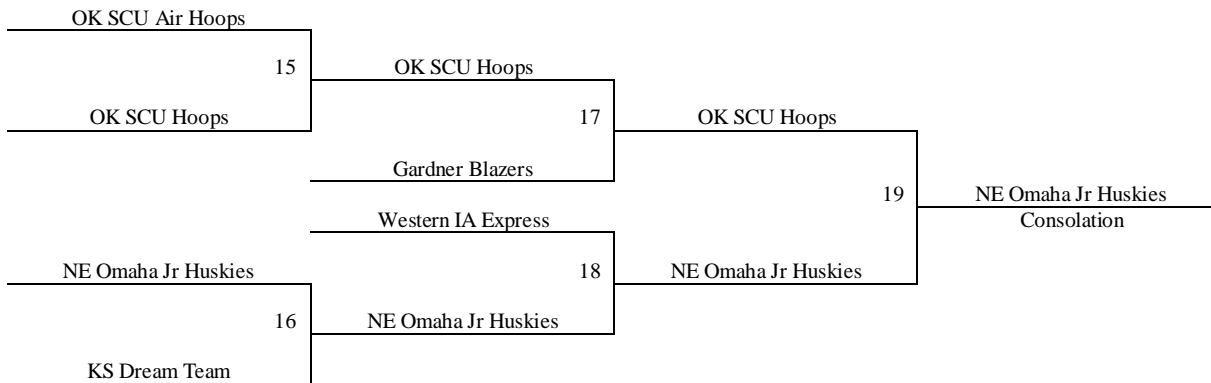 OK SCU Air Hoops
15
OK SCU Hoops
OK SCU Hoops
17
OK SCU Hoops
Gardner Blazers
19
NE Omaha Jr Huskies
Consolation
Western IA Express
NE Omaha Jr Huskies
18
NE Omaha Jr Huskies
16
NE Omaha Jr Huskies
KS Dream Team